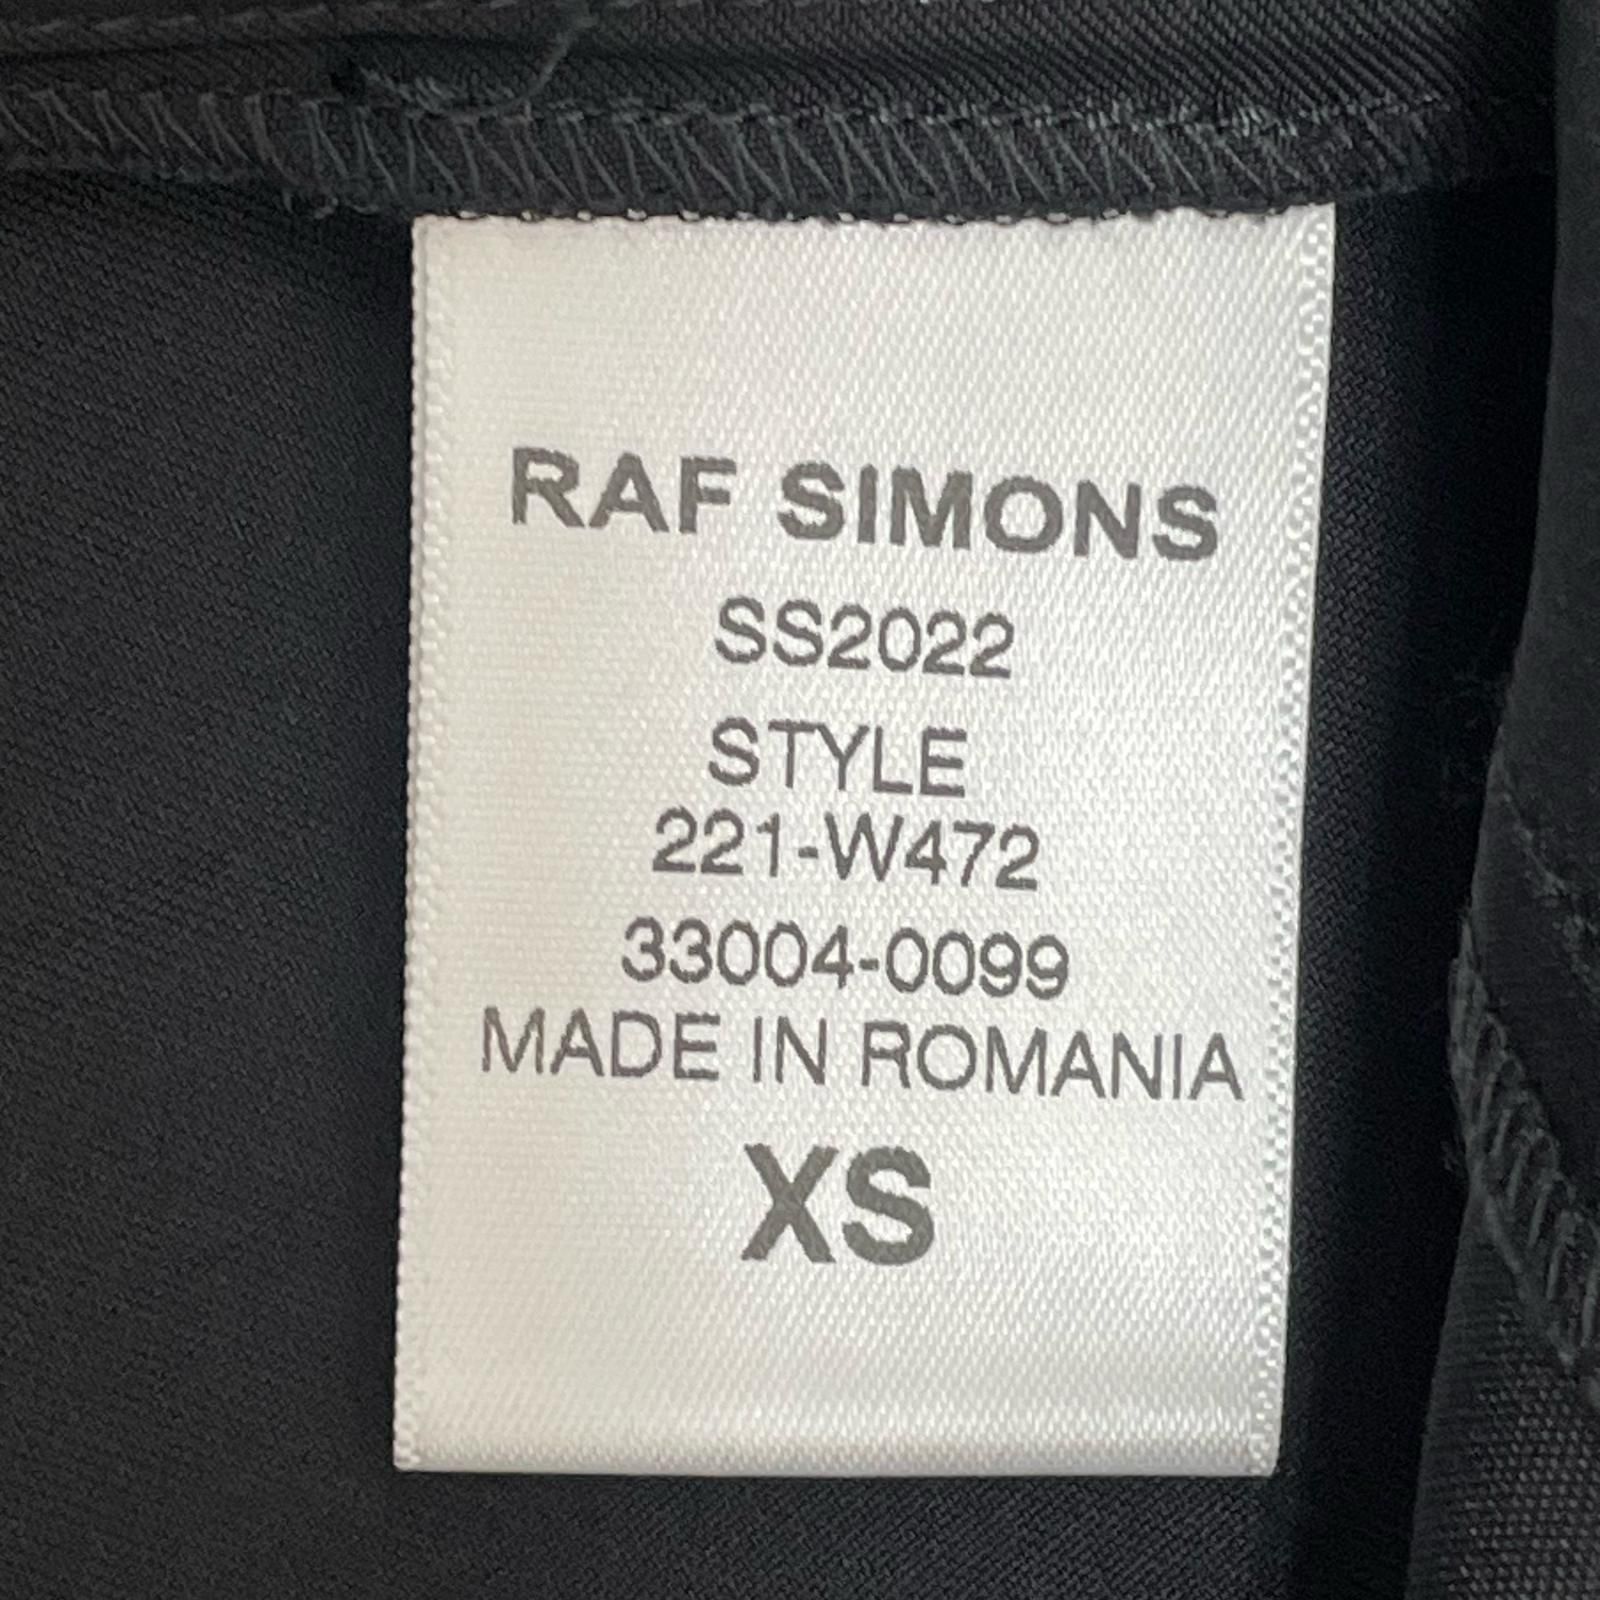 RAF SIMONS
SS2022
STYLE
221-W472
33004-0099
MADE IN ROMANIA
XS